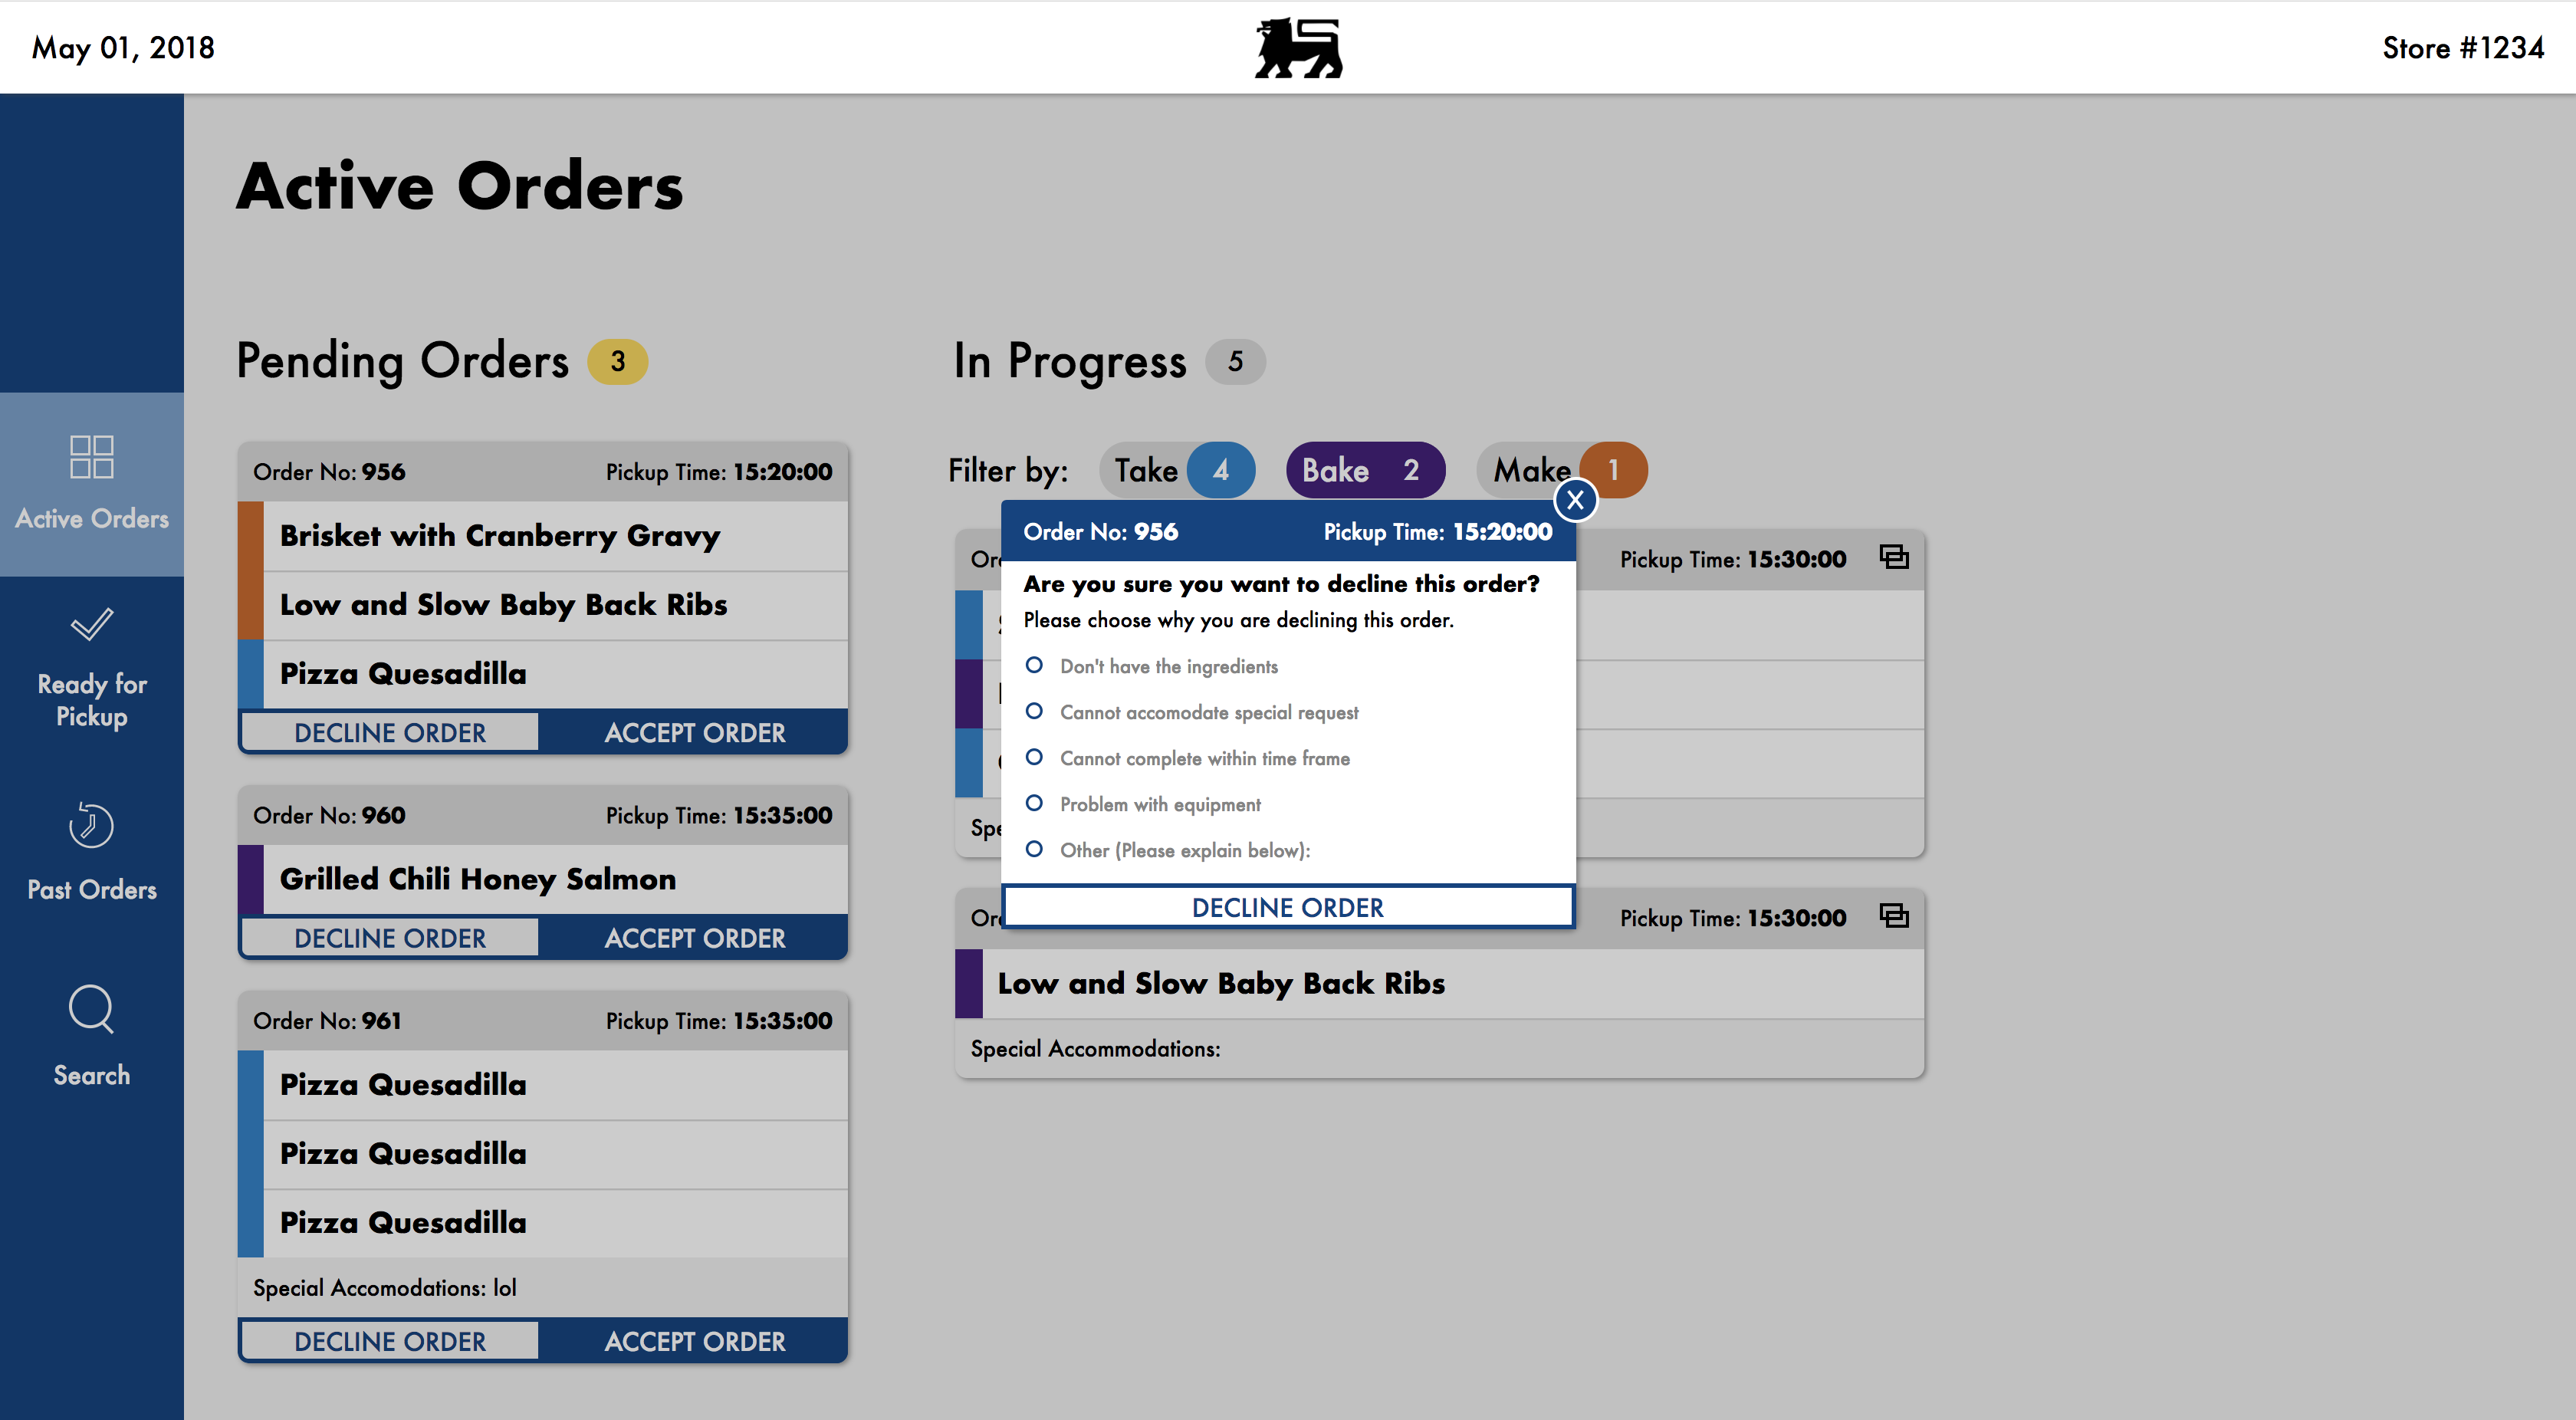 May 01, 2018
Store #1234
Active Orders
Ready for
Pickup
Past Orders
Search
Active Orders
Pending Orders 3
Order No: 956 Pickup Time: 15:20:00
Brisket with Cranberry Gravy
Low and Slow Baby Back Ribs
Pizza Quesadilla
DECLINE ORDER ACCEPT ORDER
Order No: 960 Pickup Time: 15:35:00
Grilled Chili Honey Salmon
DECLINE ORDER ACCEPT ORDER
Order No: 961 Pickup Time: 15:35:00
Pizza Quesadilla
Pizza Quesadilla
Pizza Quesadilla
Special Accomodations: lol
DECLINE ORDER ACCEPT ORDER
In Progress 5
Filter by: Take 4 Bake 2 Make 1
X
Order No: 956 Pickup Time: 15:20:00
Are you sure you want to decline this order?
Please choose why you are declining this order.
Don't have the ingredients
Cannot accomodate special request
Cannot complete within time frame
Problem with equipment
Other (Please explain below):
DECLINE ORDER
Pickup Time: 15:30:00
Pickup Time: 15:30:00
Low and Slow Baby Back Ribs
Special Accommodations: